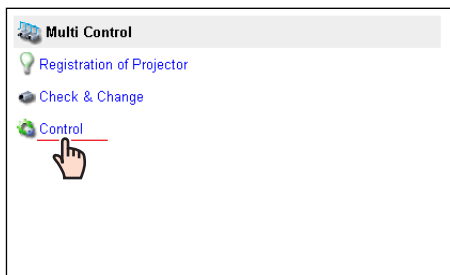 Multi Control
Registration of Projector
Check & Change
Control